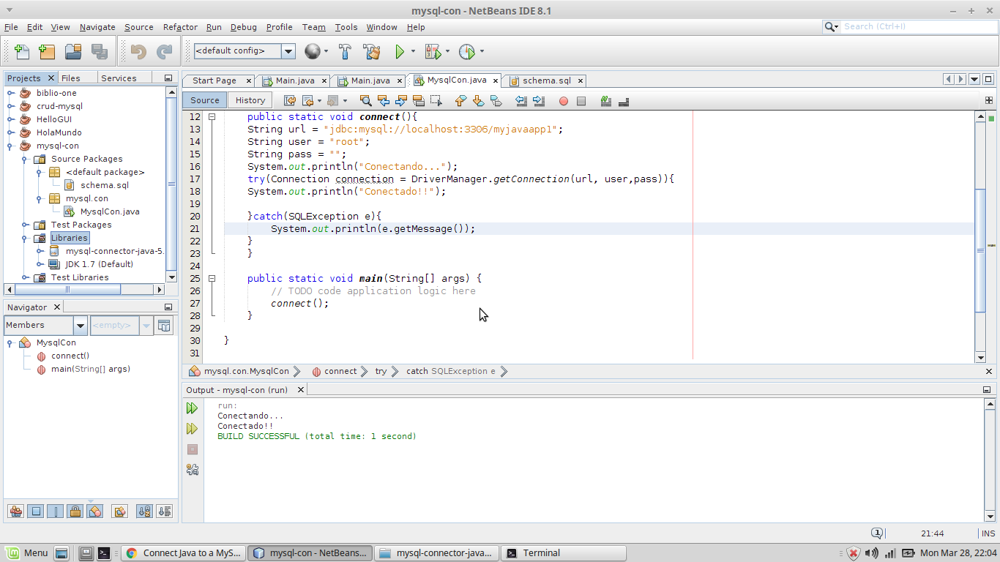 mysql-con - NetBeans IDE 8.1
File Edit View Navigate Source Refactor Run Debug Profile Team Tools Window Help
Search (Ctrl+I)
<default config>
Projects Files Services
biblio-one
crud-mysql
HelloGUI
HolaMundo
mysql-con
Source Packages
<default package>
schema.sql
mysql.con
MysqlCon.java
Test Packages
Libraries
mysql-connector-java-5.
JDK 1.7 (Default)
Test Libraries
Navigator
Members
<empty>
MysqlCon
connect()
main(String[] args)
Start Page Main.java Main.java MysqlCon.java schema.sql
Source History
12 public static void connect(){
13 String url = "jdbc:mysql://localhost:3306/myjavaapp1";
14 String user = "root";
15 String pass = "";
16 System.out.println("Conectando...");
17 try(Connection connection = DriverManager.getConnection(url, user,pass)){
18 System.out.println("Conectado!!");
19
20 }catch(SQLException e){
21 System.out.println(e.getMessage());
22 }
23 }
24
25 public static void main(String[] args) {
26 // TODO code application logic here
27 connect();
28 }
29
30 }
31
mysql.con.MysqlCon connect try catch SQLException e
Output - mysql-con (run)
run:
Conectando...
Conectado!!
BUILD SUCCESSFUL (total time: 1 second)
1 21:44 INS
Menu Connect Java to a MyS... mysql-con - NetBeans... mysql-connector-java... Terminal Mon Mar 28, 22:04